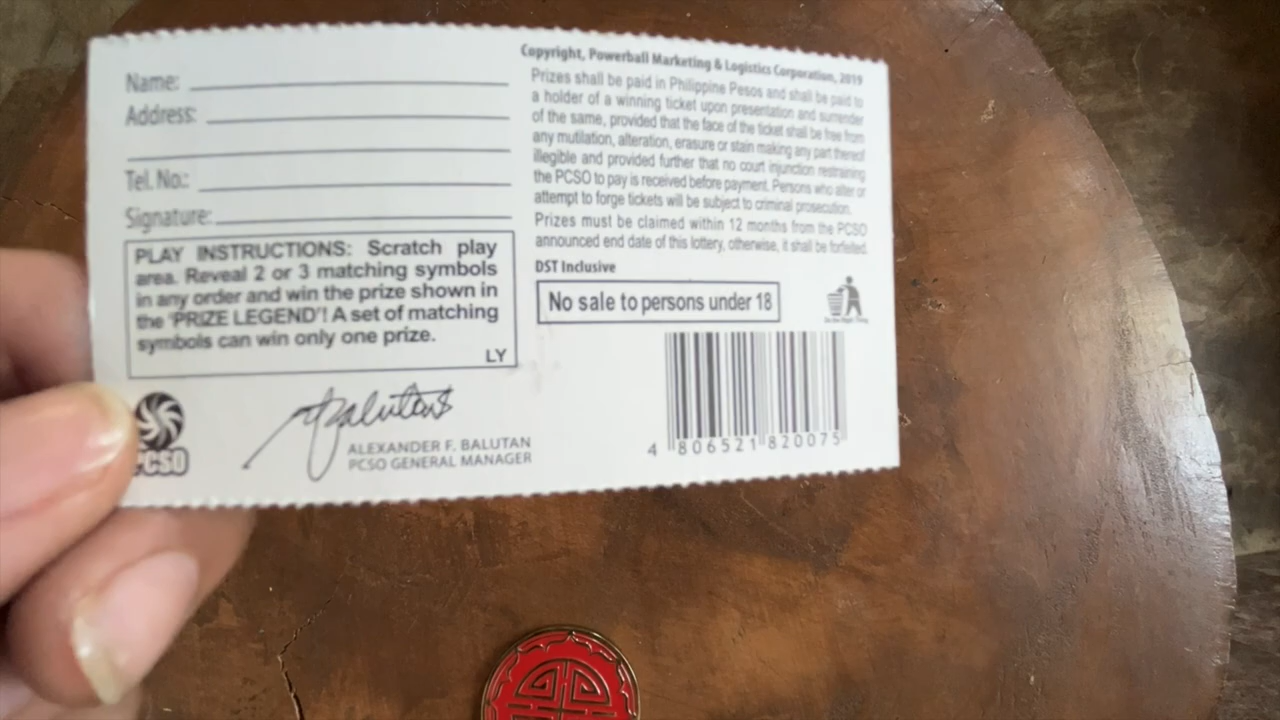 Name:
Address:
Tel. No.:
Signature:
PLAY INSTRUCTIONS: Scratch play
area. Reveal 2 or 3 matching symbols
in any order and win the prize shown in
the 'PRIZE LEGEND'! A set of matching
symbols can win only one prize.
LY
PCSO
Balutan
ALEXANDER F. BALUTAN
PCSO GENERAL MANAGER
Copyright, Powerball Marketing & Logistics Corporation, 2019
Prizes shall be paid in Philippine Pesos and shall be paid to
a holder of a winning ticket upon presentation and surrender
of the same, provided that the face of the ticket shall be free from
any mutilation, alteration, erasure or stain making any part thereof
illegible and provided further that no court injunction restraining
the PCSO to pay is received before payment. Persons who alter or
attempt to forge tickets will be subject to criminal prosecution.
Prizes must be claimed within 12 months from the PCSO
announced end date of this lottery, otherwise, it shall be forfeited.
DST Inclusive
No sale to persons under 18
Do the Right Thing
4 806521 820075